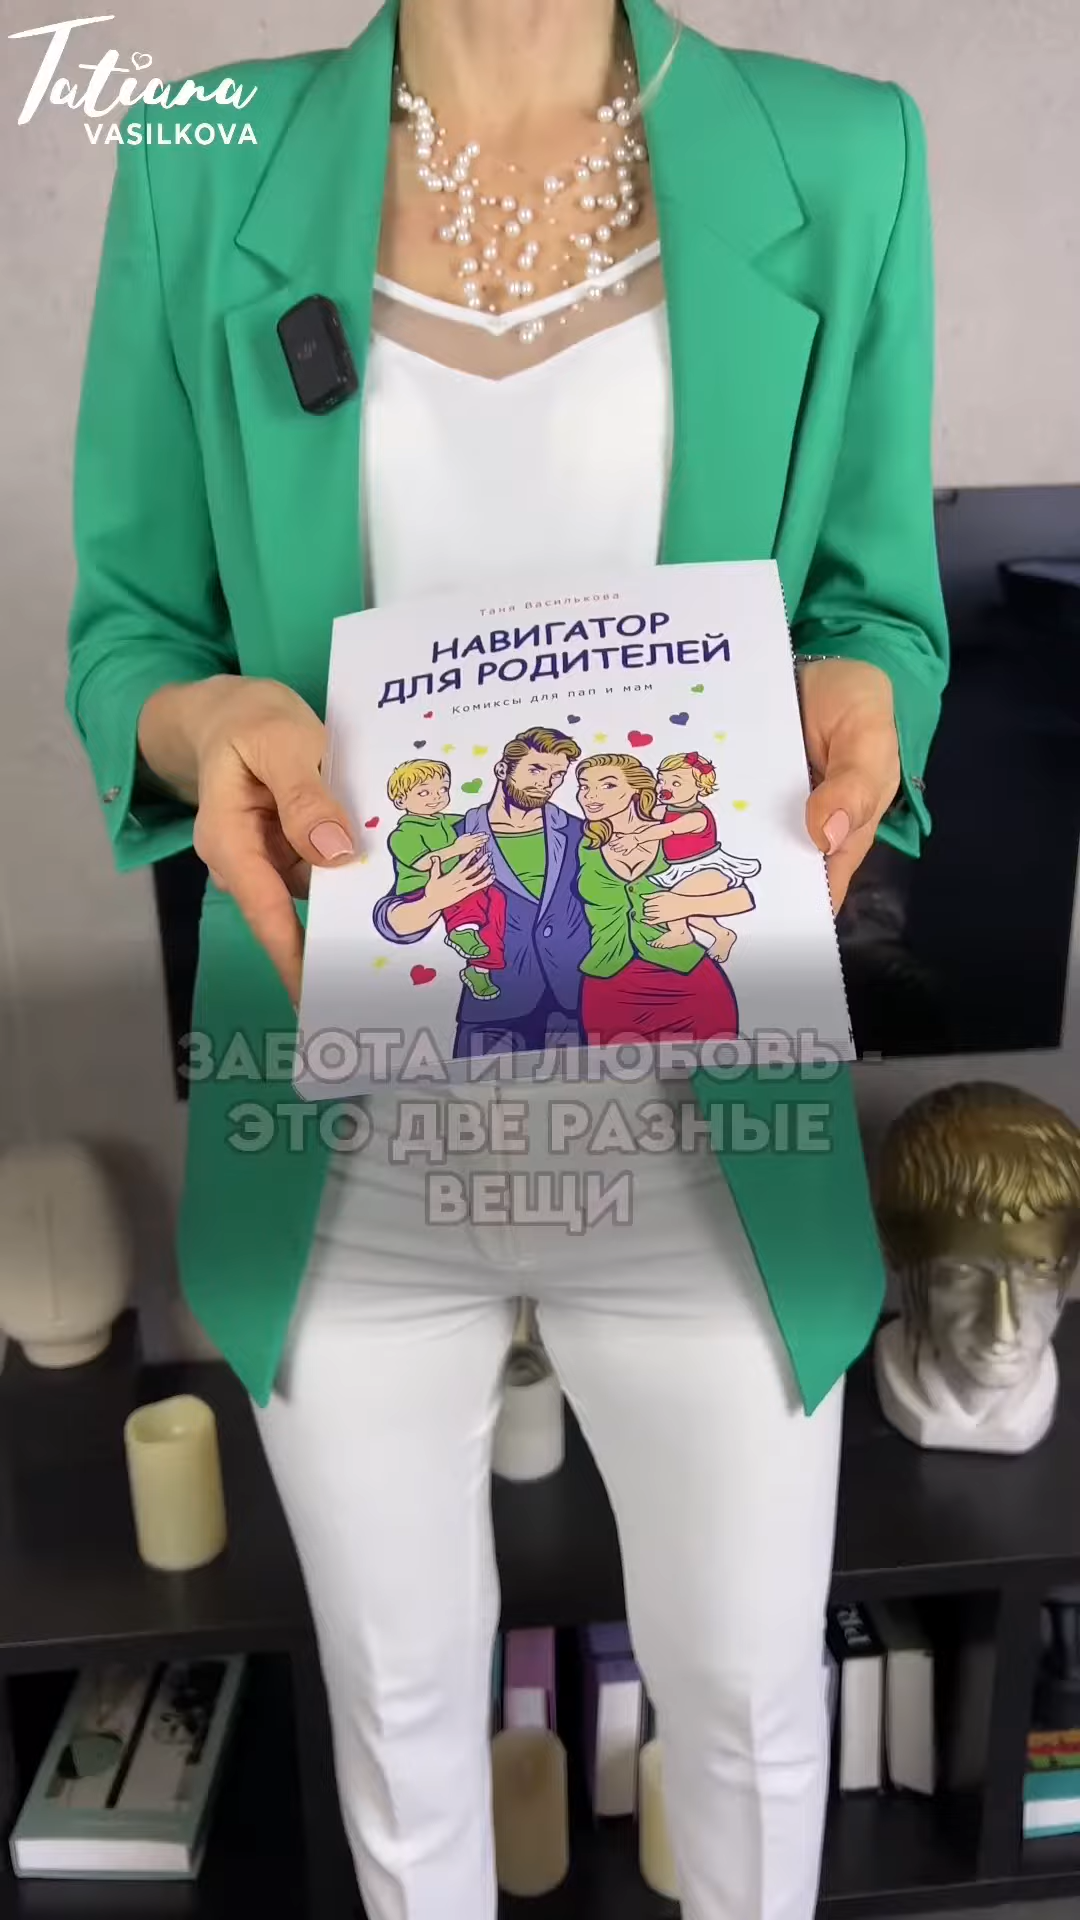 Tatiana
VASILKOVA
Таня Василькова
НАВИГАТОР
ДЛЯ РОДИТЕЛЕЙ
Комиксы для пап и мам
ЗАБОТА И ЛЮБОВЬ -
ЭТО ДВЕ РАЗНЫЕ
ВЕЩИ